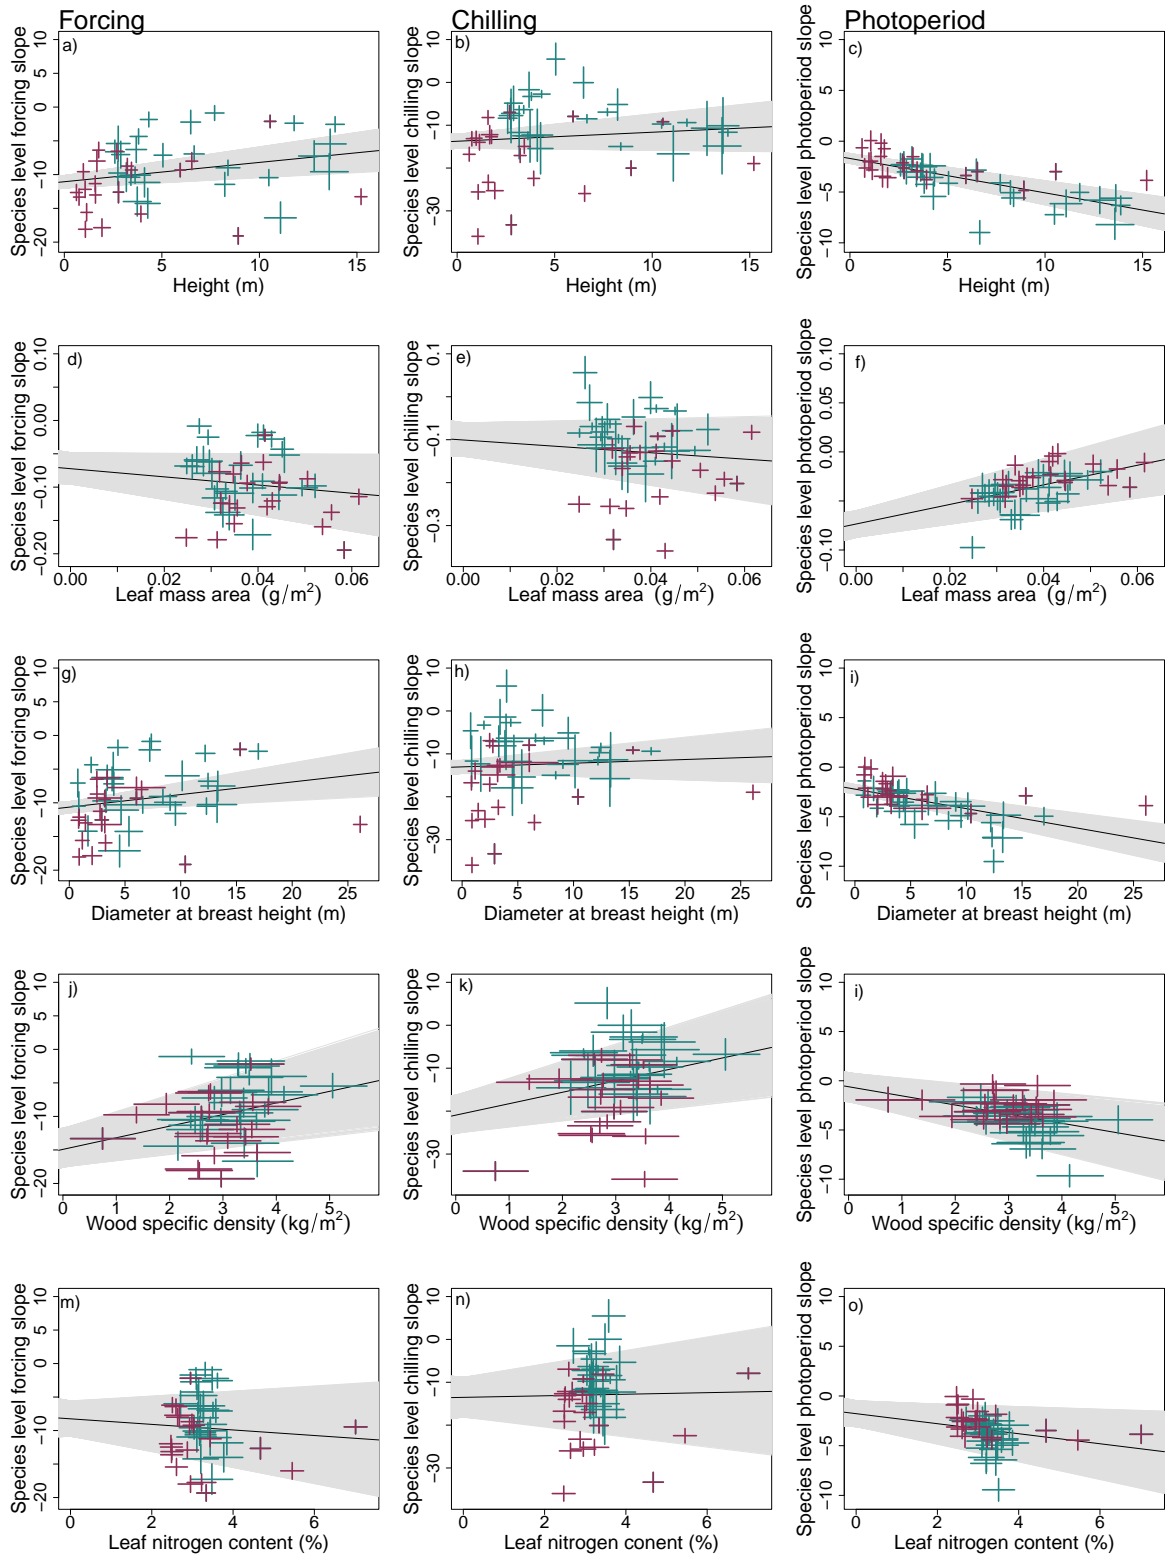 Forcing
Chilling
Photoperiod
Species level forcing slope
a)
10
5
0
−10
−20
0
5
10
15
Height (m)
Species level chilling slope
b)
10
0
−10
−30
0
5
10
15
Height (m)
Species level photoperiod slope
c)
10
5
0
−5
−10
0
5
10
15
Height (m)
Species level forcing slope
d)
0.10
0.00
−0.10
−0.20
0.00
0.02
0.04
0.06
Leaf mass area (g/m²)
Species level chilling slope
e)
0.1
−0.1
−0.3
0.00
0.02
0.04
0.06
Leaf mass area (g/m²)
Species level photoperiod slope
f)
0.10
0.05
0.00
−0.10
0.00
0.02
0.04
0.06
Leaf mass area (g/m²)
Species level forcing slope
g)
10
5
0
−10
−20
0
5
10
15
20
25
Diameter at breast height (m)
Species level chilling slope
h)
10
0
−10
−30
0
5
10
15
20
25
Diameter at breast height (m)
Species level photoperiod slope
i)
10
5
0
−5
−10
0
5
10
15
20
25
Diameter at breast height (m)
Species level forcing slope
j)
10
5
0
−10
−20
0
1
2
3
4
5
Wood specific density (kg/m²)
Species level chilling slope
k)
10
0
−10
−30
0
1
2
3
4
5
Wood specific density (kg/m²)
Species level photoperiod slope
i)
10
5
0
−5
−10
0
1
2
3
4
5
Wood specific density (kg/m²)
Species level forcing slope
m)
10
5
0
−10
−20
0
2
4
6
Leaf nitrogen content (%)
Species level chilling slope
n)
10
0
−10
−30
0
2
4
6
Leaf nitrogen content (%)
Species level photoperiod slope
o)
10
5
0
−5
−10
0
2
4
6
Leaf nitrogen content (%)